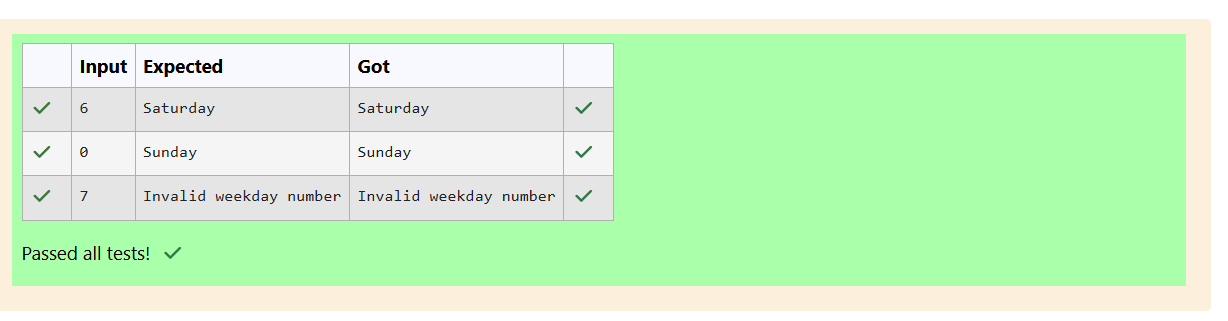 Input Expected Got
6 Saturday Saturday
0 Sunday Sunday
7 Invalid weekday number Invalid weekday number
Passed all tests!